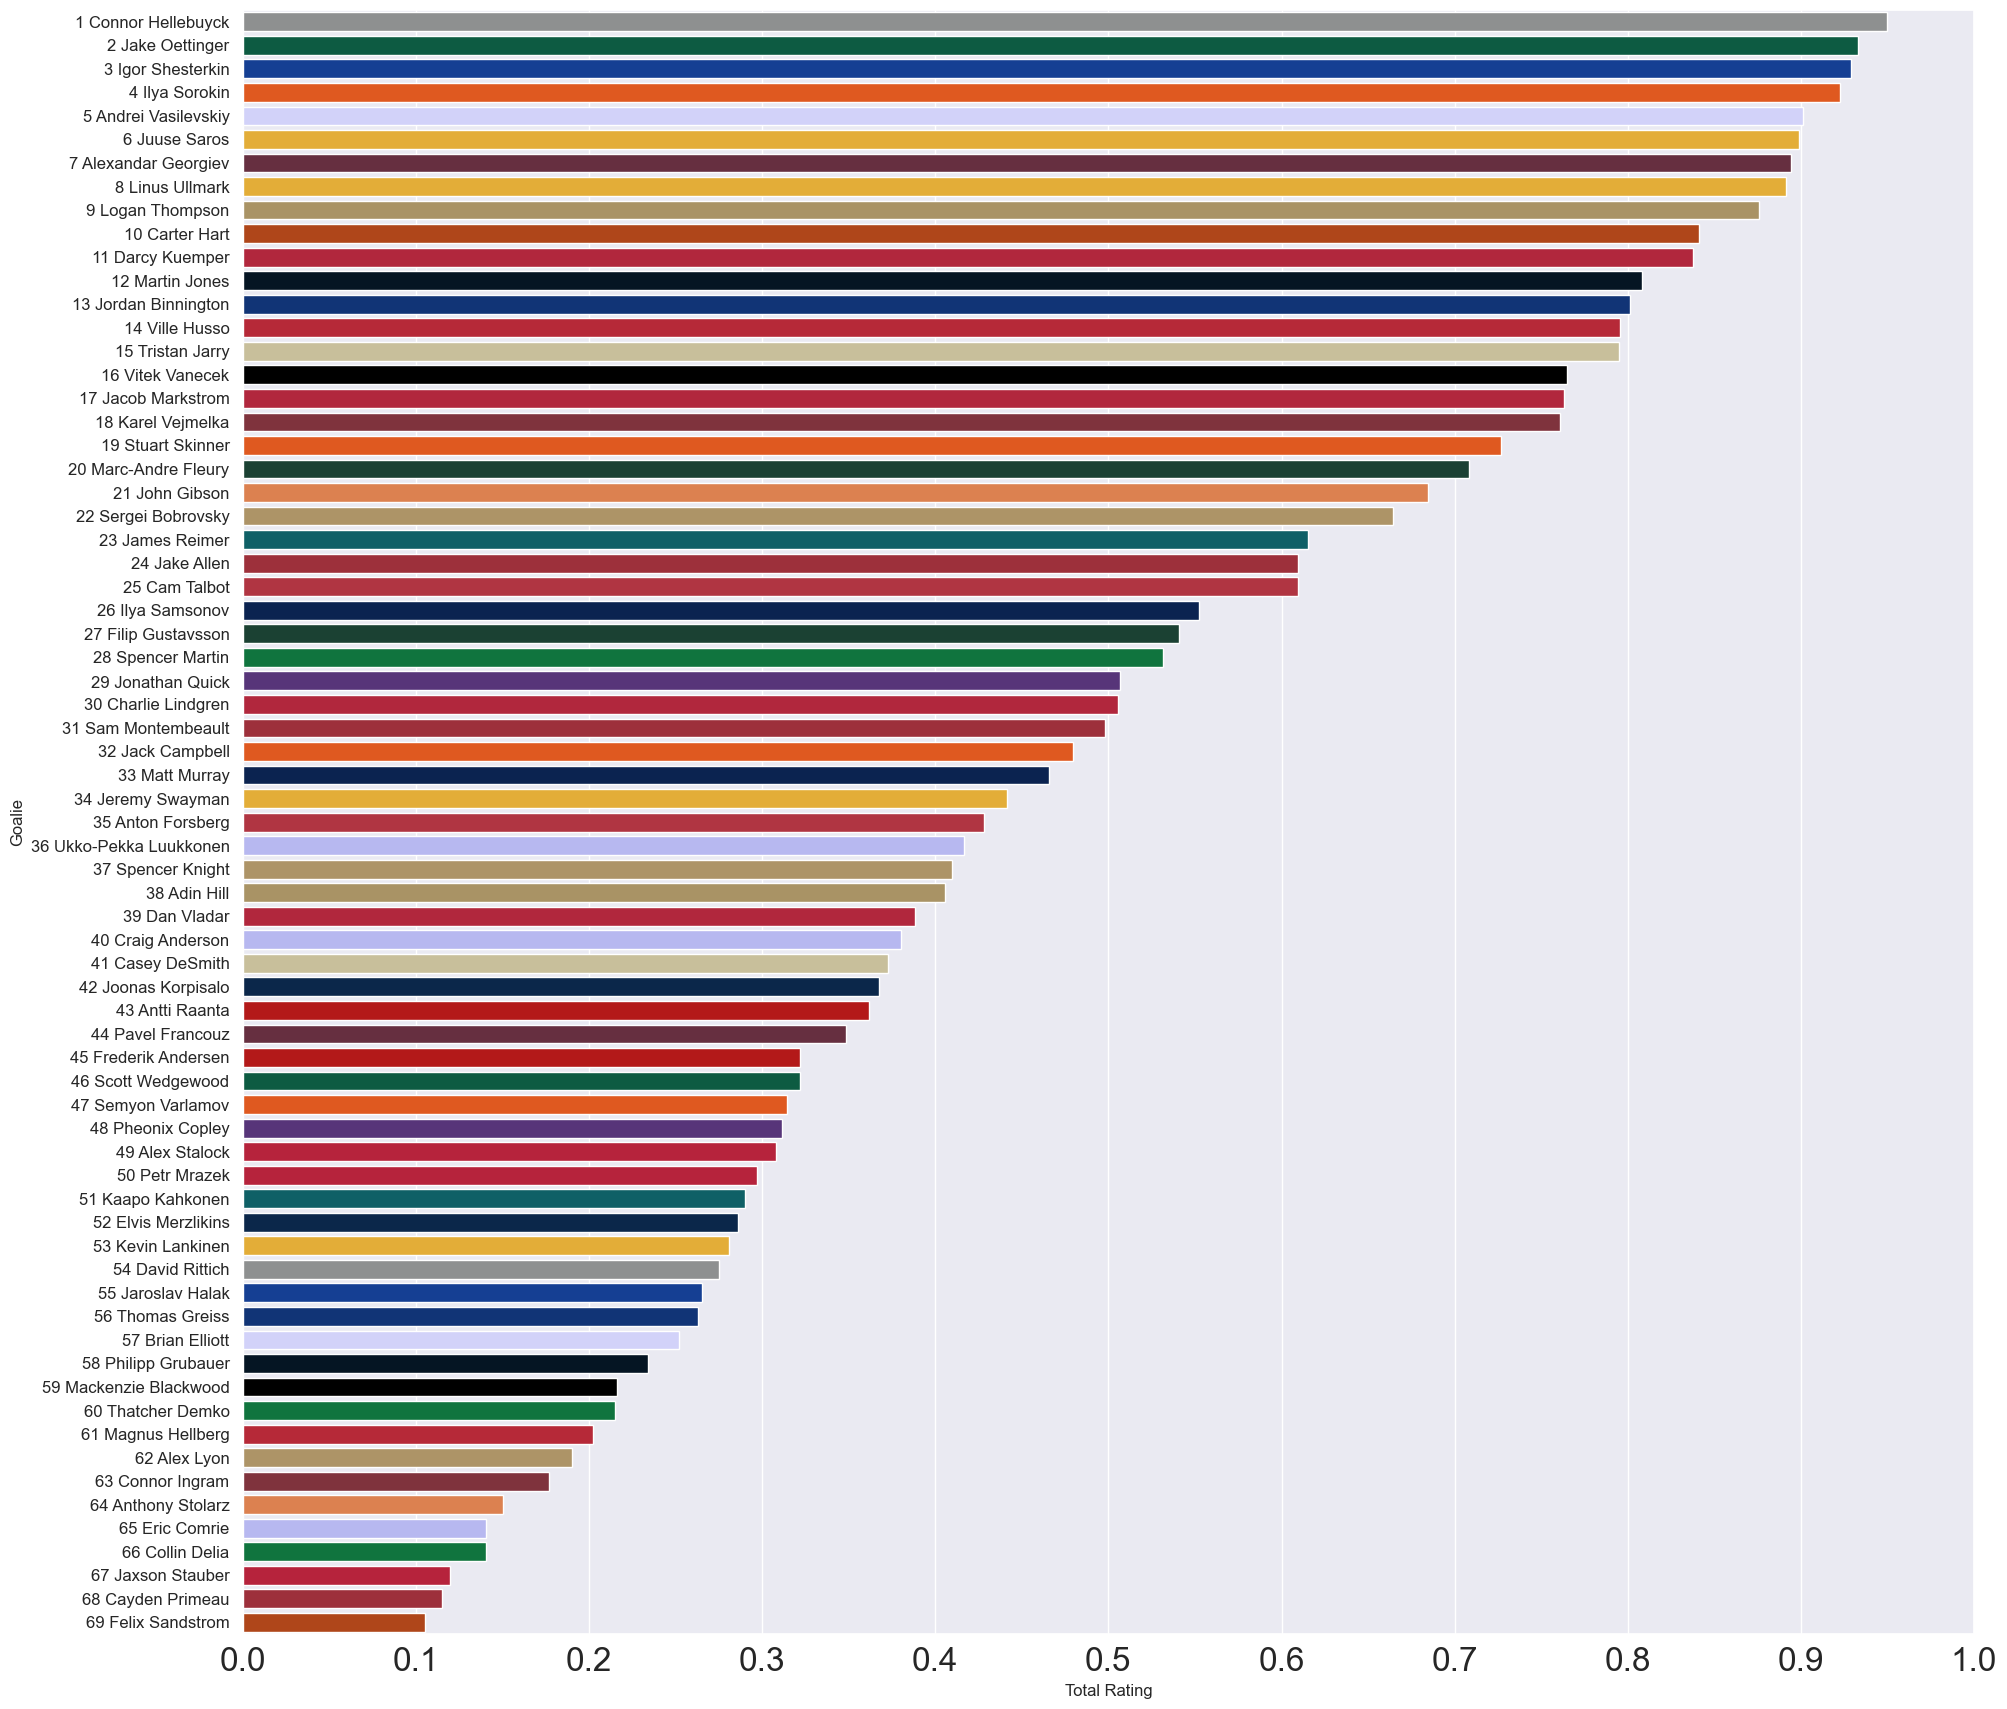 1 Connor Hellebuyck
2 Jake Oettinger
3 Igor Shesterkin
4 Ilya Sorokin
5 Andrei Vasilevskiy
6 Juuse Saros
7 Alexandar Georgiev
8 Linus Ullmark
9 Logan Thompson
10 Carter Hart
11 Darcy Kuemper
12 Martin Jones
13 Jordan Binnington
14 Ville Husso
15 Tristan Jarry
16 Vitek Vanecek
17 Jacob Markstrom
18 Karel Vejmelka
19 Stuart Skinner
20 Marc-Andre Fleury
21 John Gibson
22 Sergei Bobrovsky
23 James Reimer
24 Jake Allen
25 Cam Talbot
26 Ilya Samsonov
27 Filip Gustavsson
28 Spencer Martin
29 Jonathan Quick
30 Charlie Lindgren
31 Sam Montembeault
32 Jack Campbell
33 Matt Murray
34 Jeremy Swayman
35 Anton Forsberg
36 Ukko-Pekka Luukkonen
37 Spencer Knight
38 Adin Hill
39 Dan Vladar
40 Craig Anderson
41 Casey DeSmith
42 Joonas Korpisalo
43 Antti Raanta
44 Pavel Francouz
45 Frederik Andersen
46 Scott Wedgewood
47 Semyon Varlamov
48 Pheonix Copley
49 Alex Stalock
50 Petr Mrazek
51 Kaapo Kahkonen
52 Elvis Merzlikins
53 Kevin Lankinen
54 David Rittich
55 Jaroslav Halak
56 Thomas Greiss
57 Brian Elliott
58 Philipp Grubauer
59 Mackenzie Blackwood
60 Thatcher Demko
61 Magnus Hellberg
62 Alex Lyon
63 Connor Ingram
64 Anthony Stolarz
65 Eric Comrie
66 Collin Delia
67 Jaxson Stauber
68 Cayden Primeau
69 Felix Sandstrom
Goalie
0.0 0.1 0.2 0.3 0.4 0.5 0.6 0.7 0.8 0.9 1.0
Total Rating